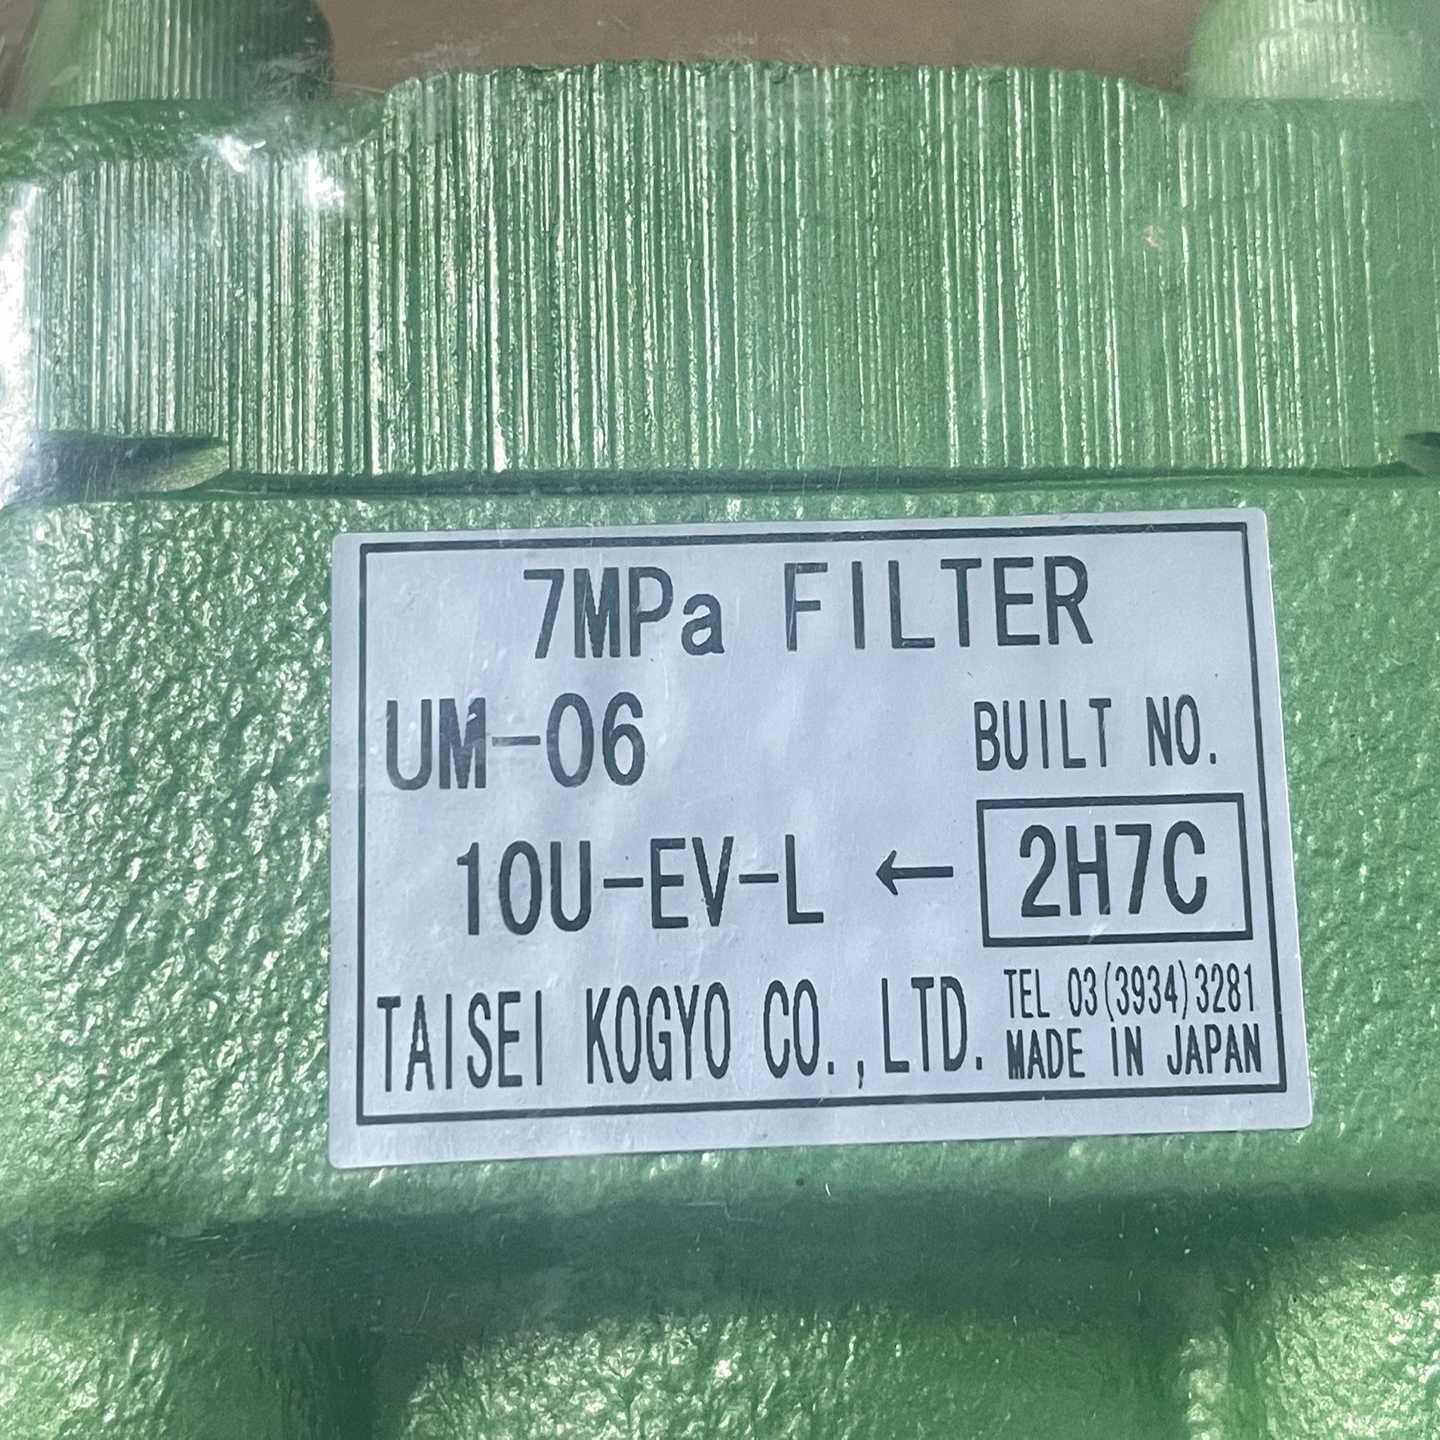 7MPa FILTER
UM-06
BUILT NO.
10U-EV-L ← 2H7C
TAISEI KOGYO CO.,LTD.
TEL 03(3934)3281
MADE IN JAPAN